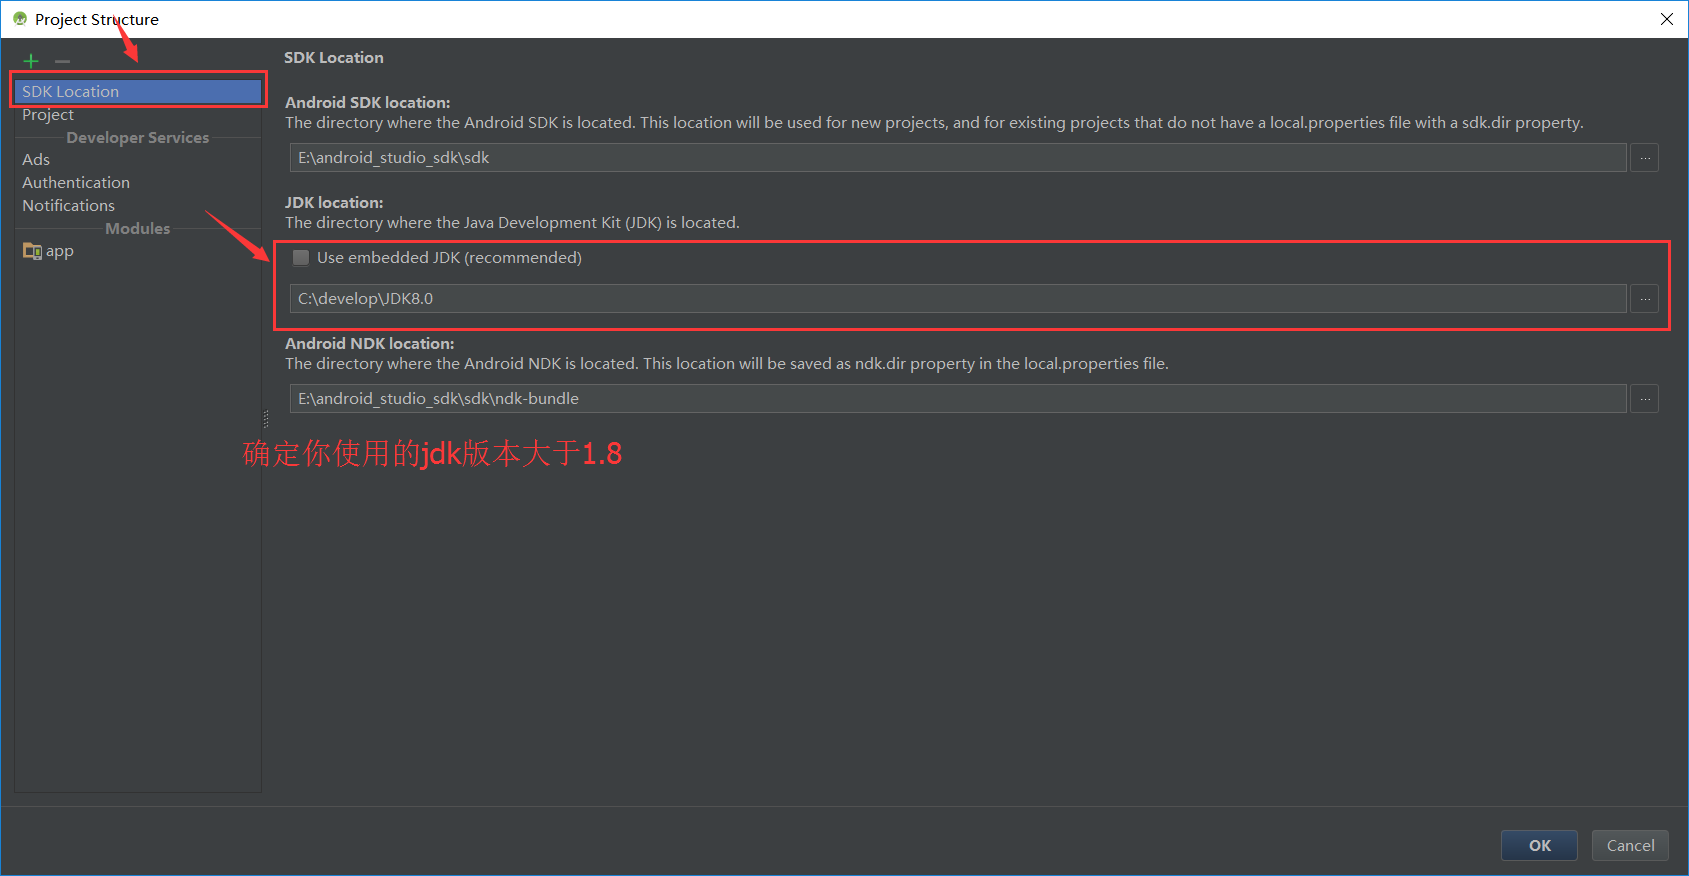 Project Structure
SDK Location
Project
Developer Services
Ads
Authentication
Notifications
Modules
app
SDK Location
Android SDK location:
The directory where the Android SDK is located. This location will be used for new projects, and for existing projects that do not have a local.properties file with a sdk.dir property.
E:\android_studio_sdk\sdk
...
JDK location:
The directory where the Java Development Kit (JDK) is located.
Use embedded JDK (recommended)
C:\develop\JDK8.0
...
Android NDK location:
The directory where the Android NDK is located. This location will be saved as ndk.dir property in the local.properties file.
E:\android_studio_sdk\sdk\ndk-bundle
...
确定你使用的jdk版本大于1.8
OK
Cancel